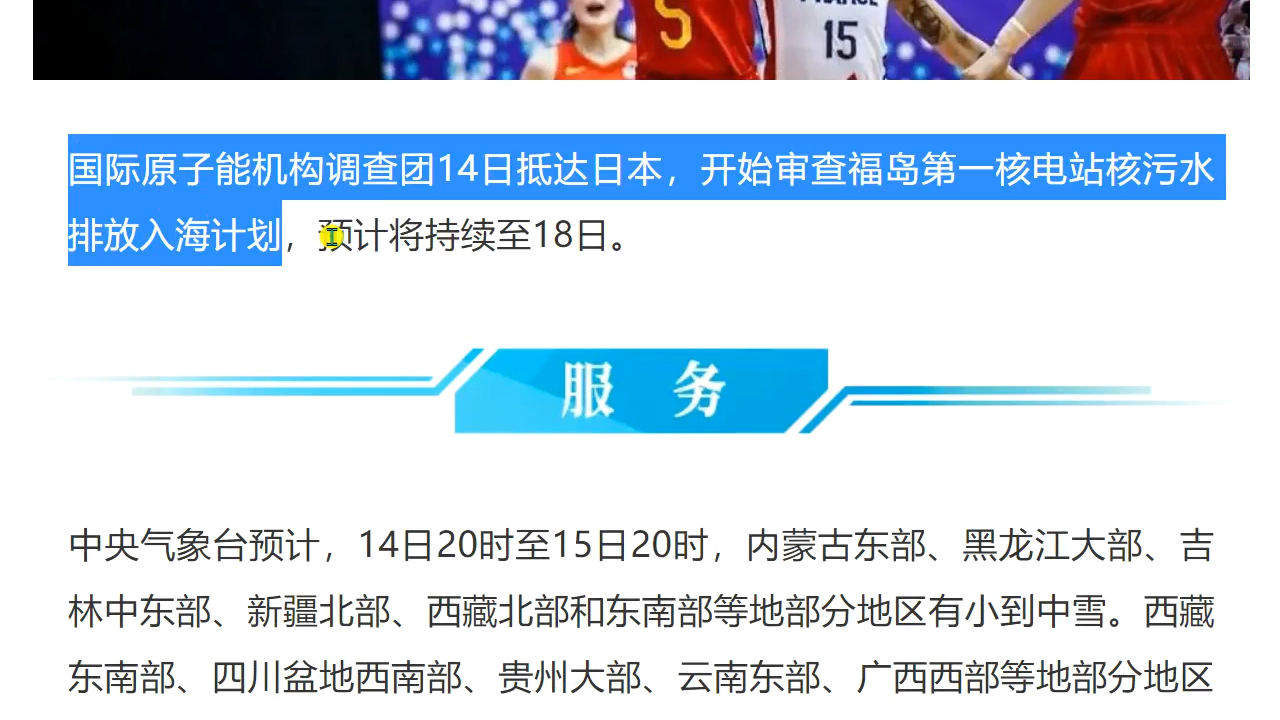 5
FRANCE
15
国际原子能机构调查团14日抵达日本，开始审查福岛第一核电站核污水
排放入海计划，预计将持续至18日。
服 务
中央气象台预计，14日20时至15日20时，内蒙古东部、黑龙江大部、吉
林中东部、新疆北部、西藏北部和东南部等地部分地区有小到中雪。西藏
东南部、四川盆地西南部、贵州大部、云南东部、广西西部等地部分地区